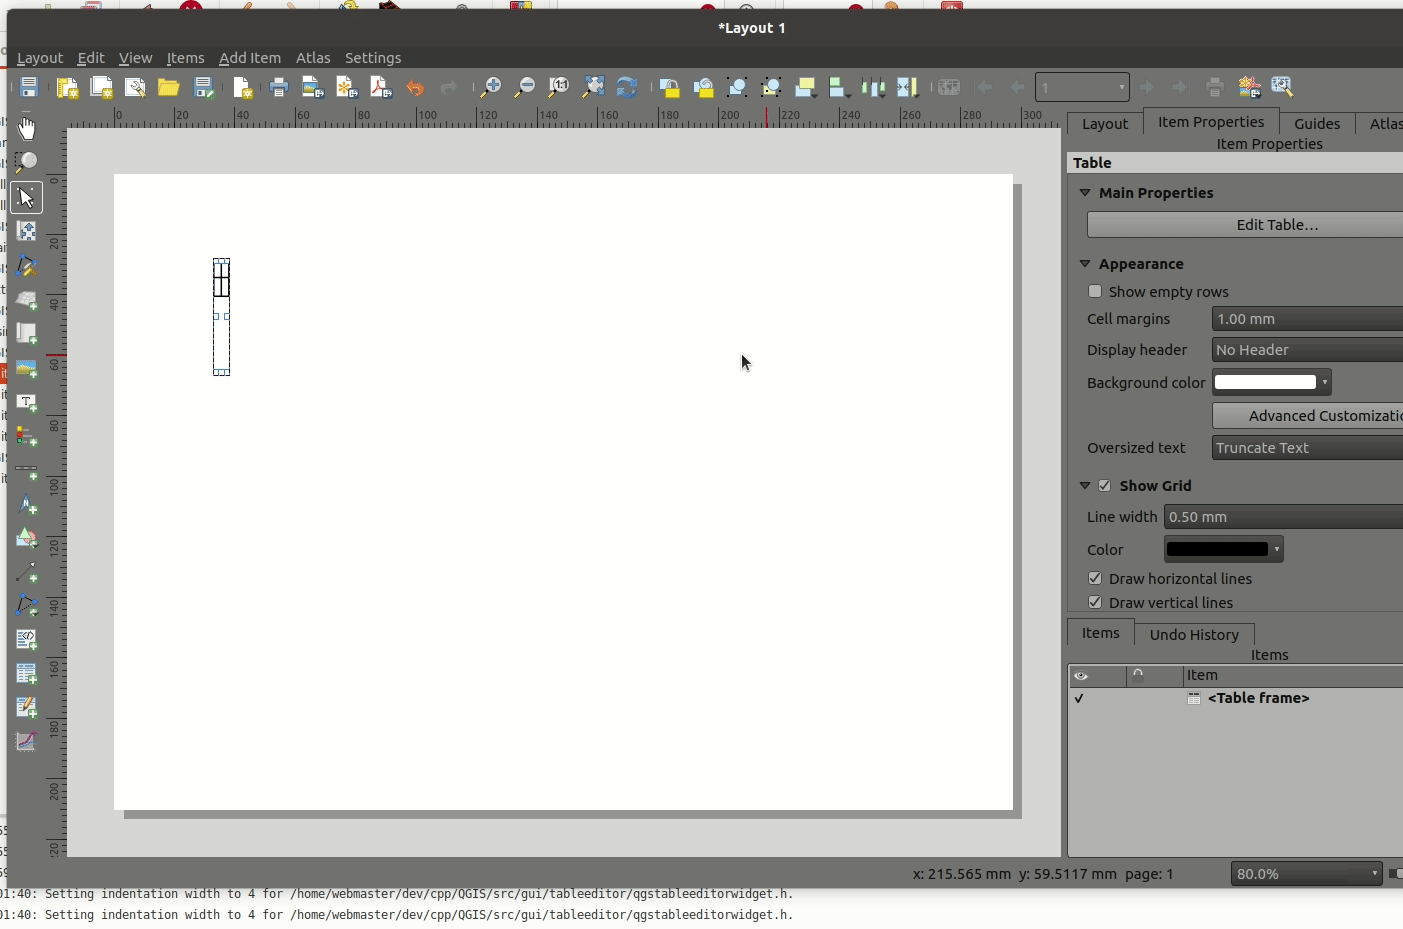 *Layout 1
Layout Edit View Items Add Item Atlas Settings
1:1
1
0 20 40 60 80 100 120 140 160 180 200 220 240 260 280 300
0
20
40
60
80
100
120
140
160
180
200
Layout Item Properties Guides Atlas
Item Properties
Table
Main Properties
Edit Table…
Appearance
Show empty rows
Cell margins 1.00 mm
Display header No Header
Background color
Advanced Customizatio
Oversized text Truncate Text
Show Grid
Line width 0.50 mm
Color
Draw horizontal lines
Draw vertical lines
Items Undo History
Items
Item
<Table frame>
x: 215.565 mm y: 59.5117 mm page: 1 80.0%
01:40: Setting indentation width to 4 for /home/webmaster/dev/cpp/QGIS/src/gui/tableeditor/qgstableeditorwidget.h.
01:40: Setting indentation width to 4 for /home/webmaster/dev/cpp/QGIS/src/gui/tableeditor/qgstableeditorwidget.h.